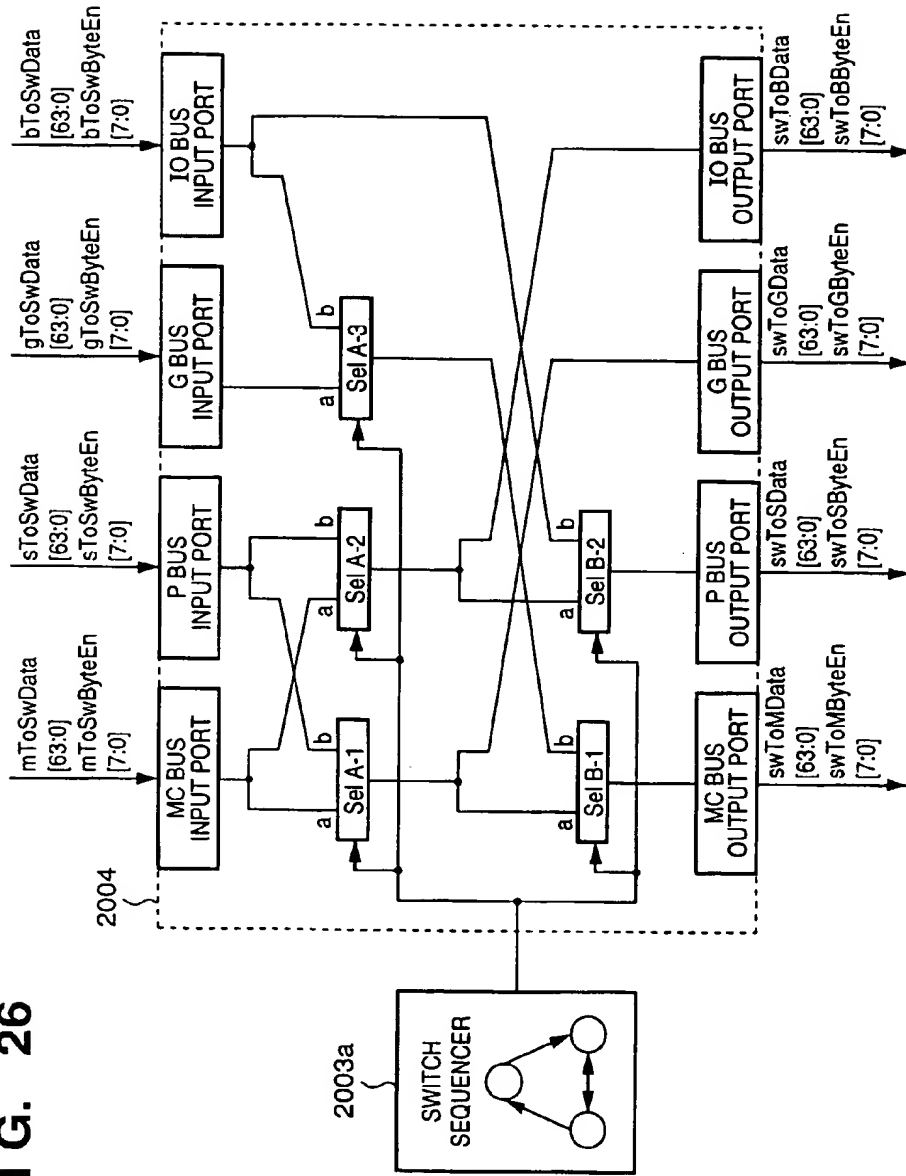 IG. 26
mToSwData
[63:0]
mToSwByteEn
[7:0]
sToSwData
[63:0]
sToSwByteEn
[7:0]
gToSwData
[63:0]
gToSwByteEn
[7:0]
bToSwData
[63:0]
bToSwByteEn
[7:0]
2004
MC BUS
INPUT PORT
P BUS
INPUT PORT
G BUS
INPUT PORT
IO BUS
INPUT PORT
a
b
Sel A-1
a
b
Sel A-2
a
b
Sel A-3
2003a
SWITCH
SEQUENCER
a
b
Sel B-1
a
b
Sel B-2
MC BUS
OUTPUT PORT
P BUS
OUTPUT PORT
G BUS
OUTPUT PORT
IO BUS
OUTPUT PORT
swToMData
[63:0]
swToMByteEn
[7:0]
swToSData
[63:0]
swToSByteEn
[7:0]
swToGData
[63:0]
swToGByteEn
[7:0]
swToBData
[63:0]
swToBByteEn
[7:0]